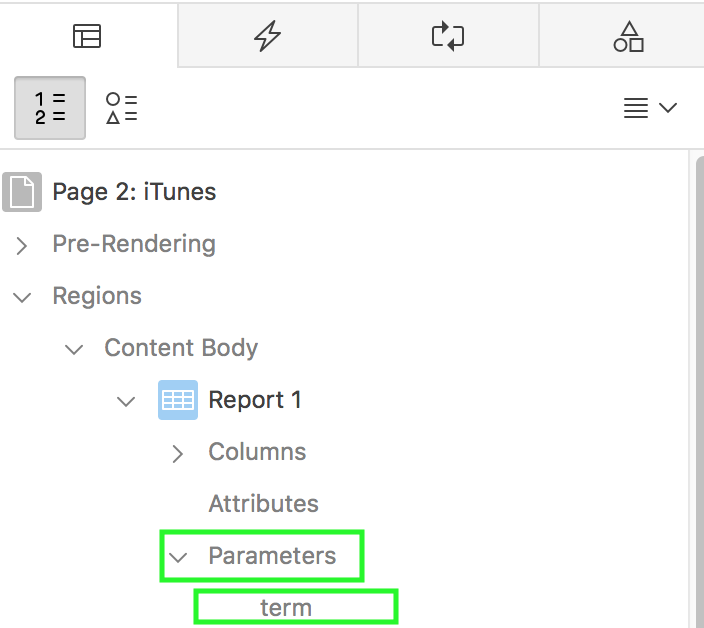 1
2
Page 2: iTunes
Pre-Rendering
Regions
Content Body
Report 1
Columns
Attributes
Parameters
term